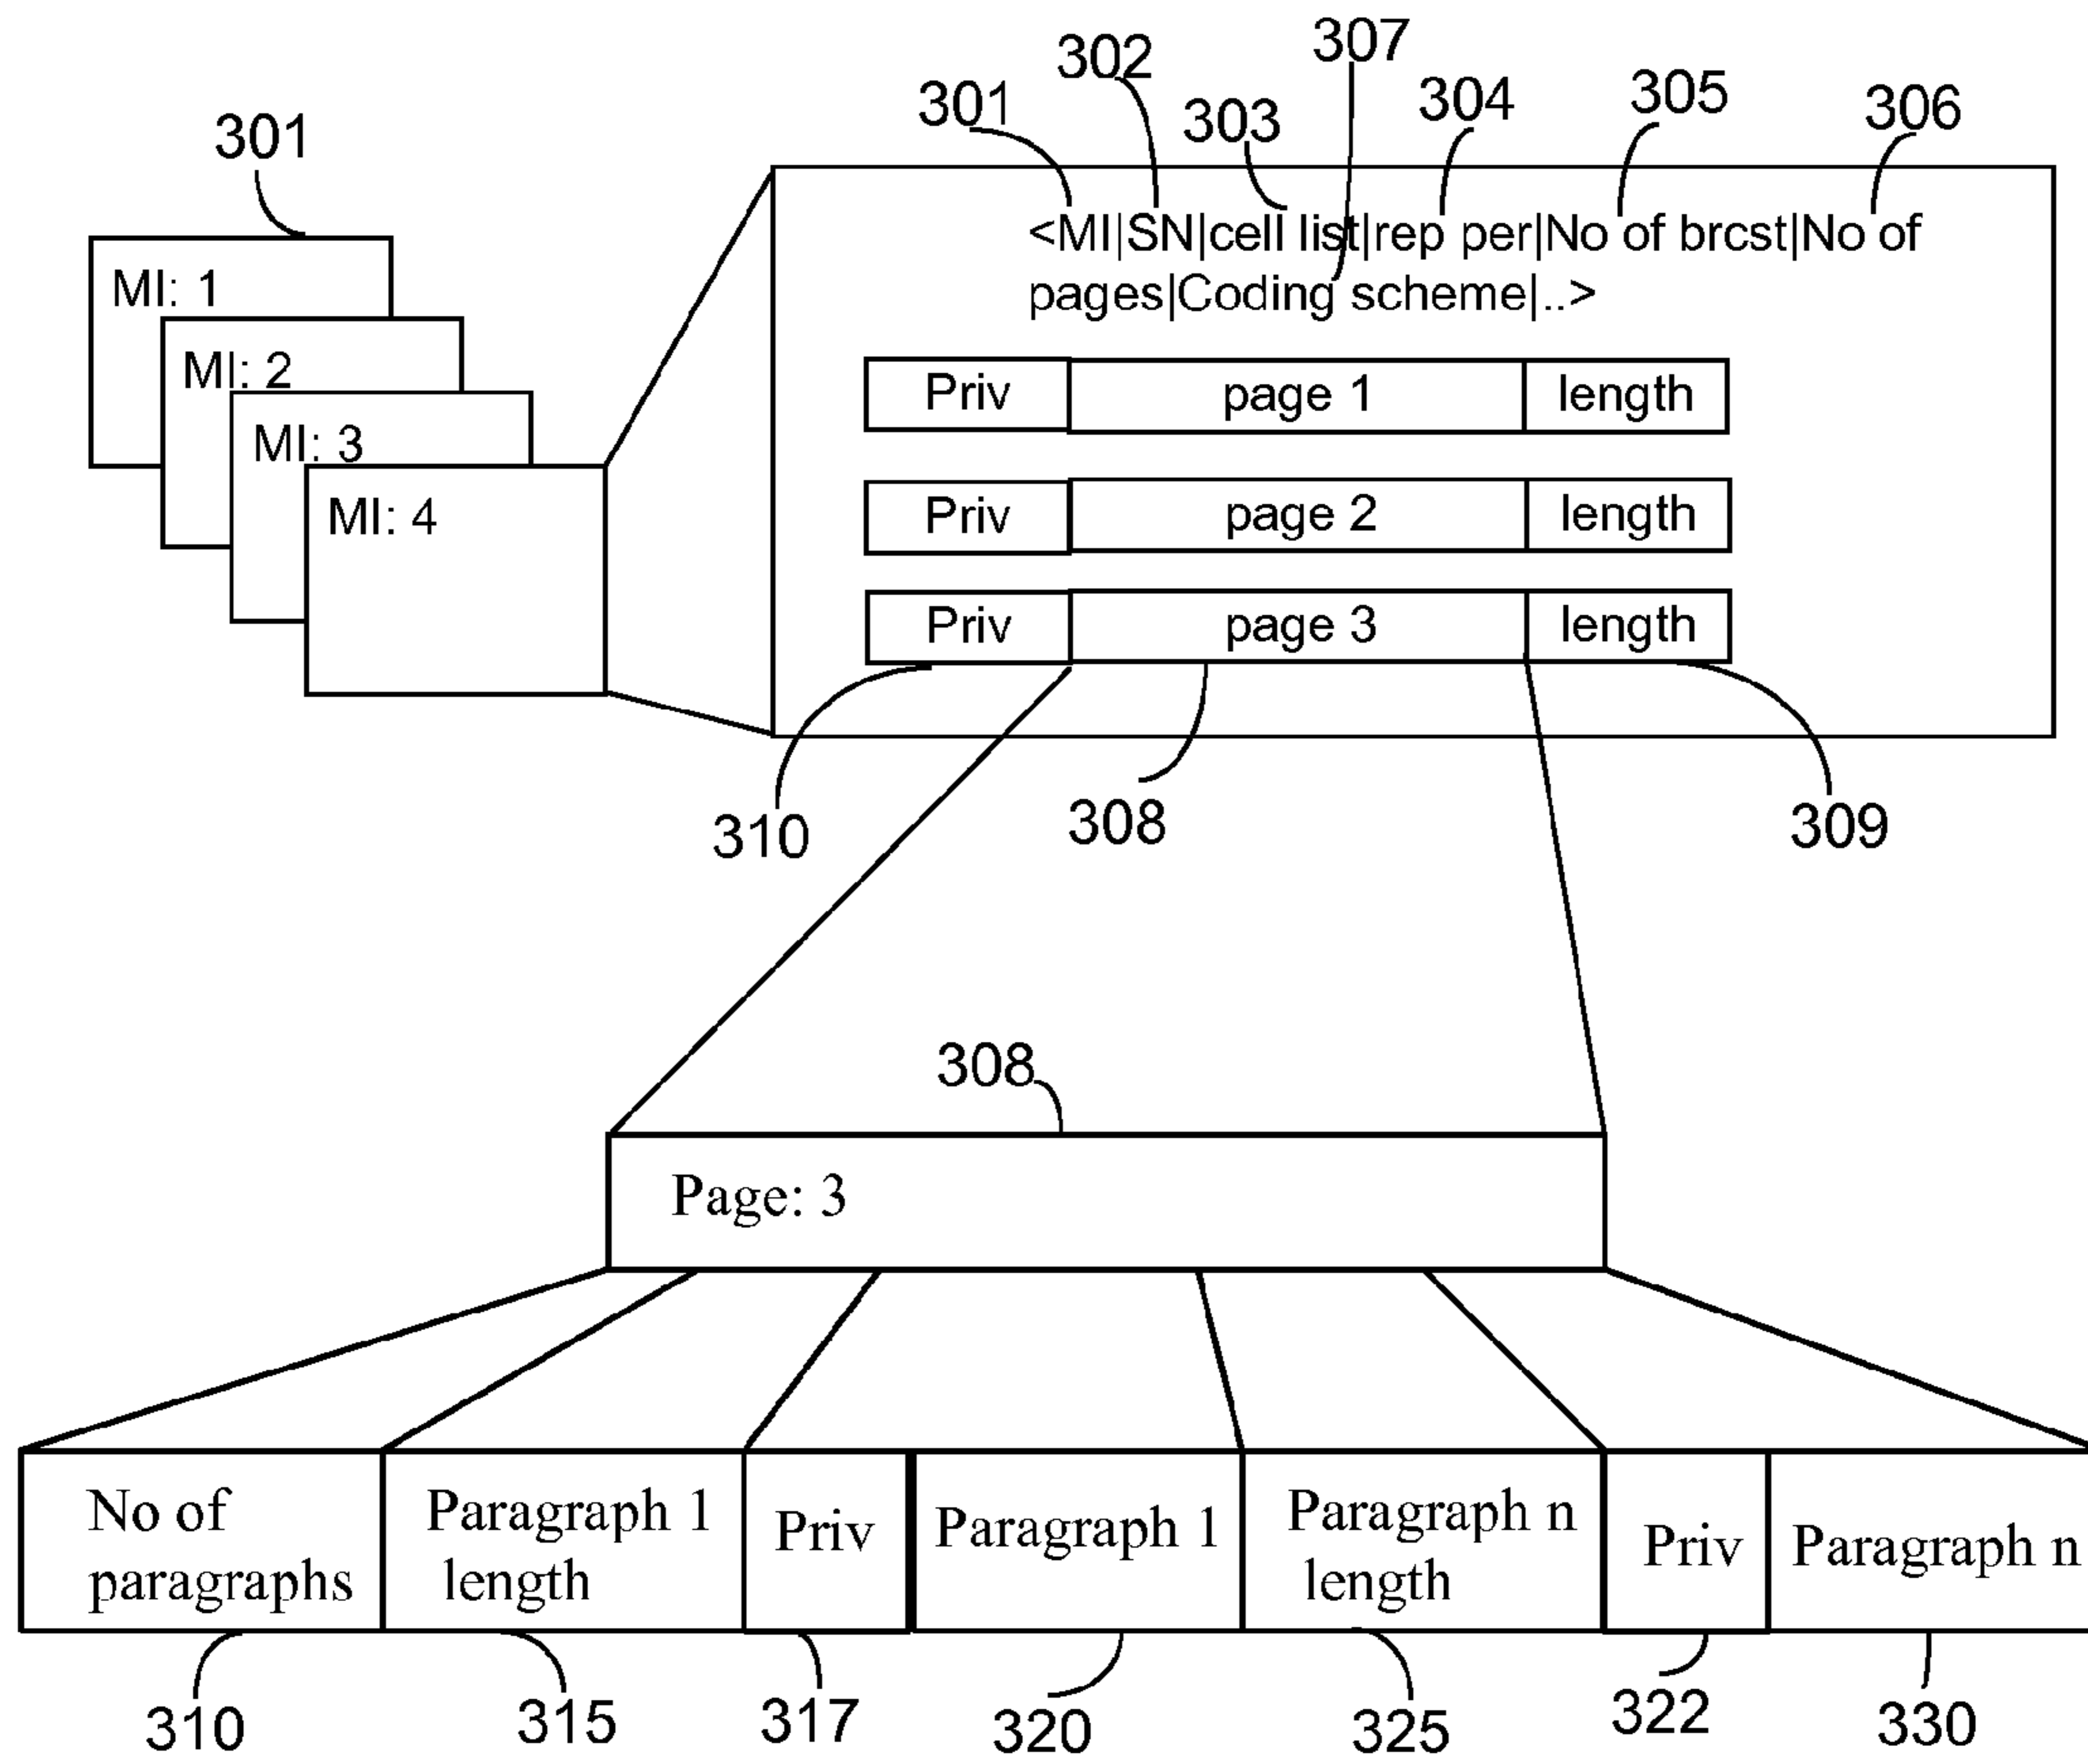 307
302
301
303
304
305
306
301
<MI|SN|cell list|rep per|No of brcst|No of
pages|Coding scheme|..>
MI: 1
MI: 2
MI: 3
MI: 4
Priv page 1 length
Priv page 2 length
Priv page 3 length
310
308
309
308
Page: 3
No of
paragraphs
Paragraph 1
length
Priv
Paragraph 1
Paragraph n
length
Priv
Paragraph n
310
315
317
320
325
322
330